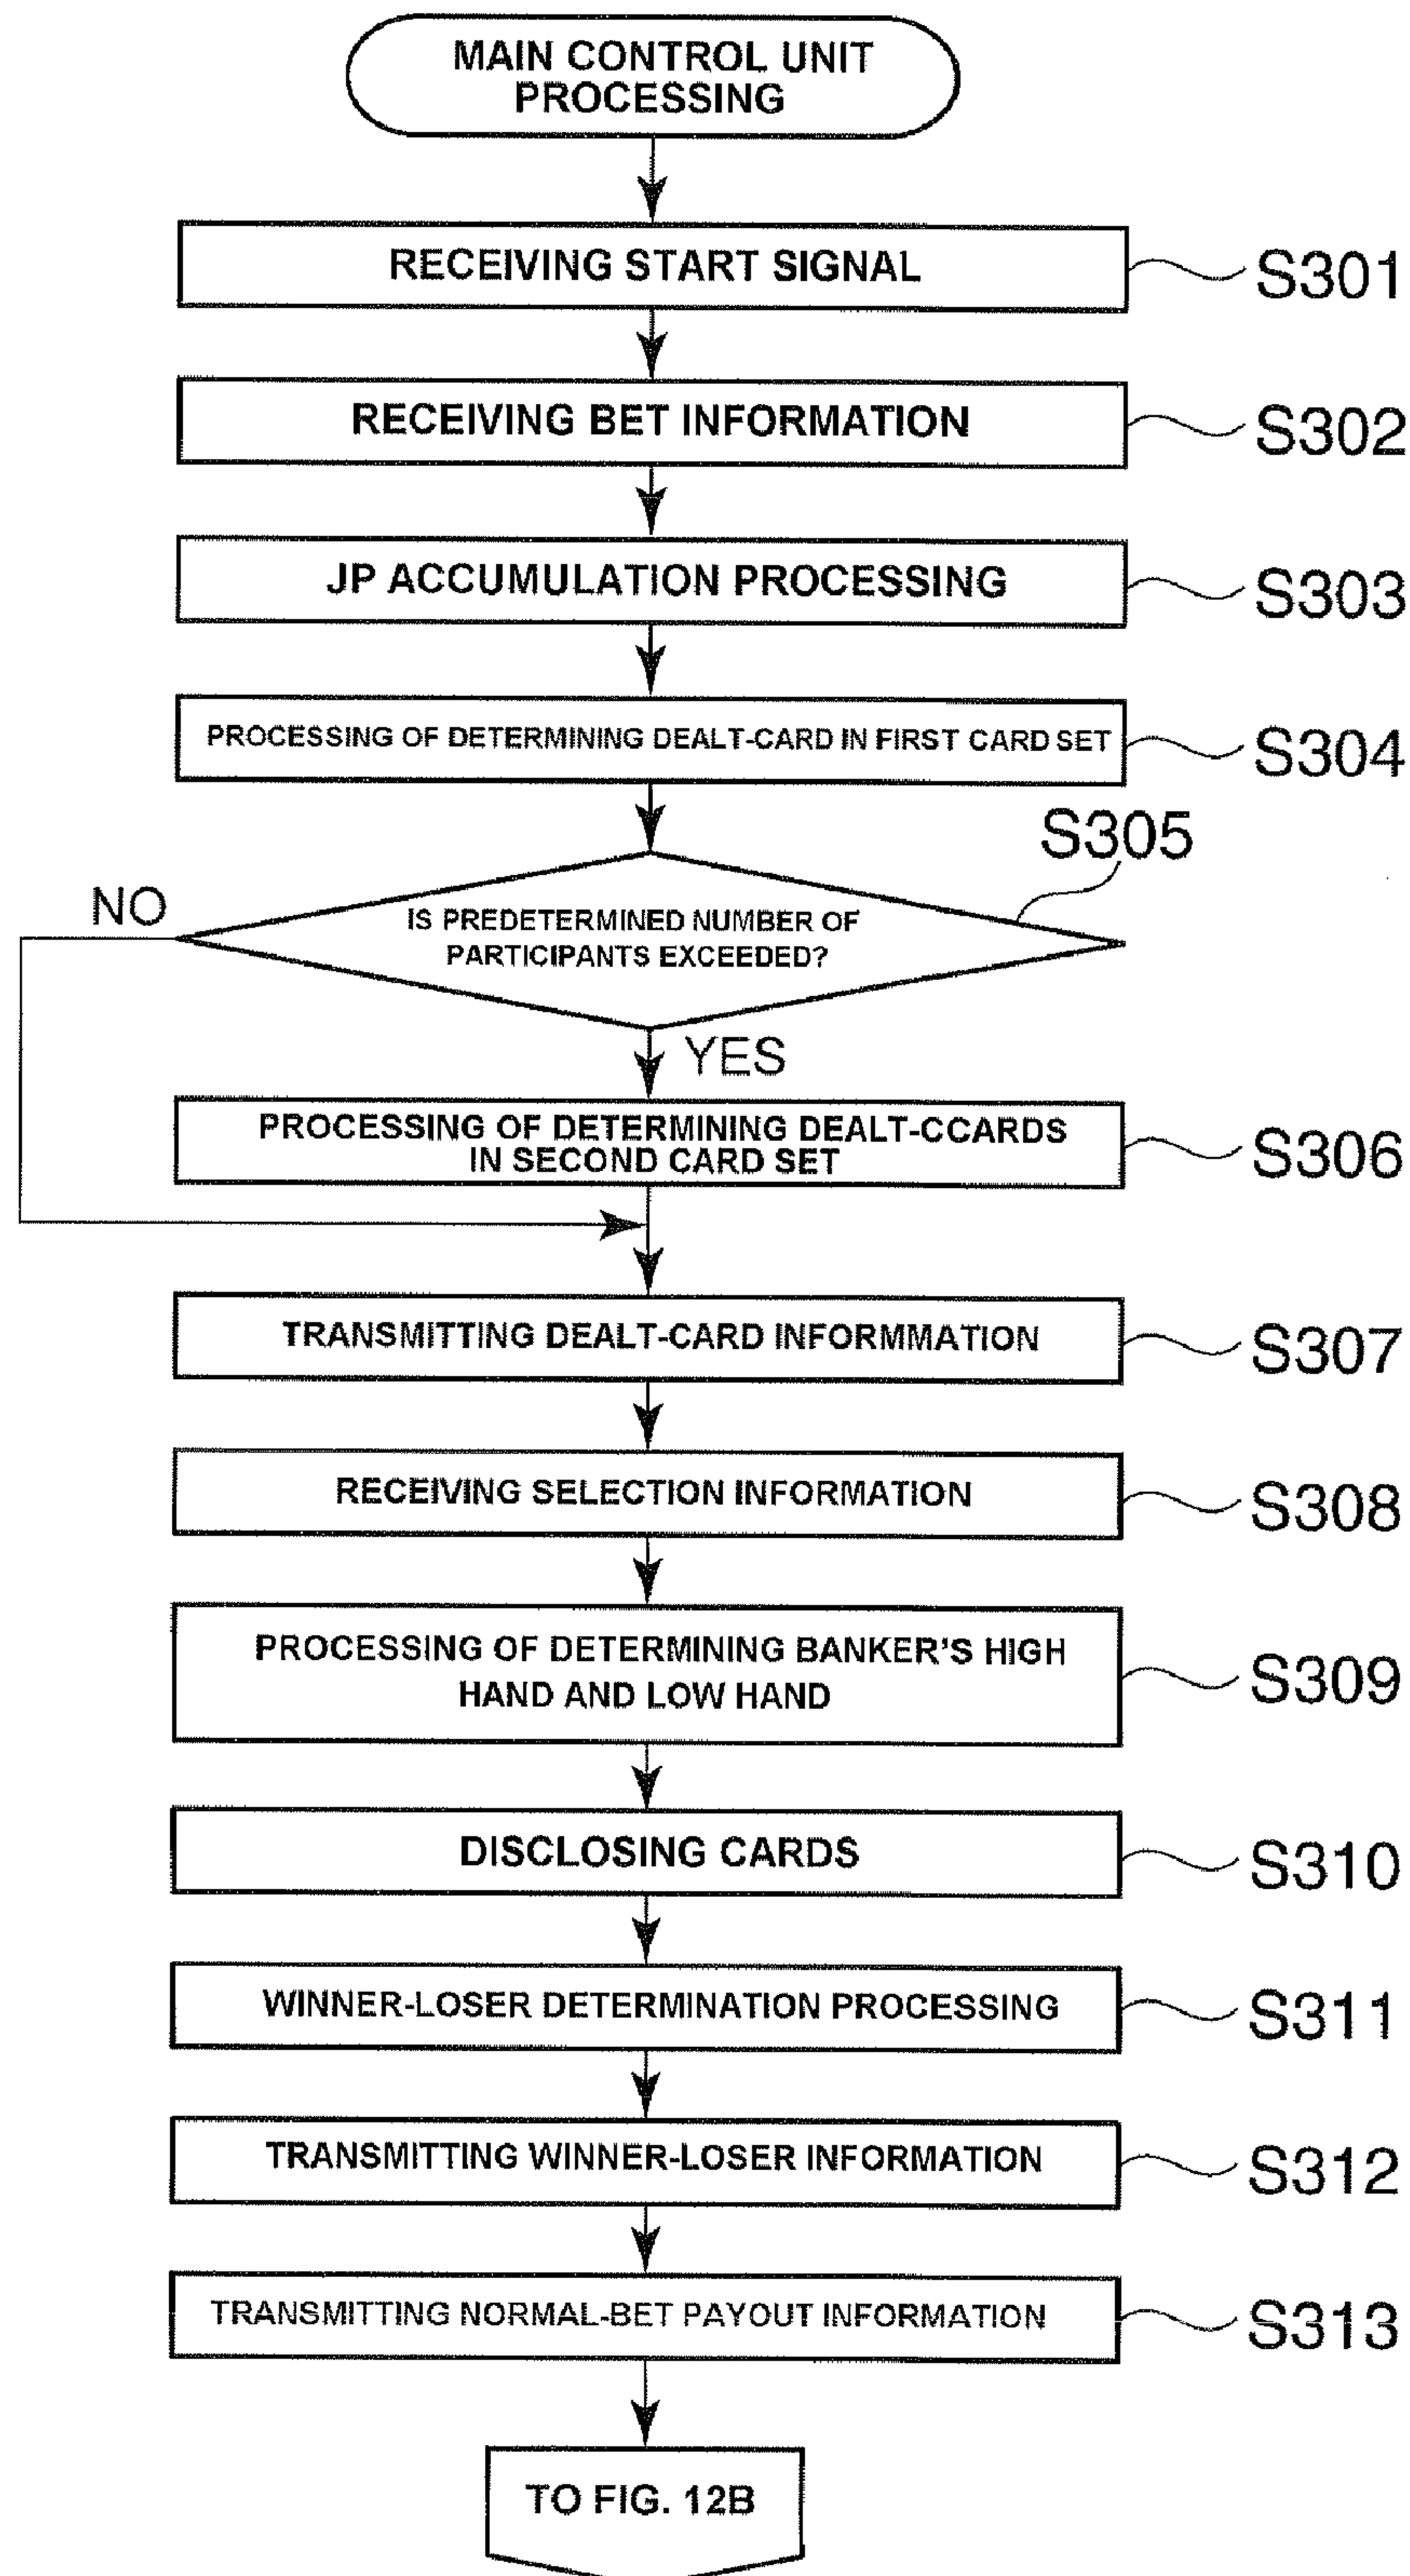 MAIN CONTROL UNIT
PROCESSING
RECEIVING START SIGNAL
S301
RECEIVING BET INFORMATION
S302
JP ACCUMULATION PROCESSING
S303
PROCESSING OF DETERMINING DEALT-CARD IN FIRST CARD SET
S304
S305
NO
IS PREDETERMINED NUMBER OF
PARTICIPANTS EXCEEDED?
YES
PROCESSING OF DETERMINING DEALT-CCARDS
IN SECOND CARD SET
S306
TRANSMITTING DEALT-CARD INFORMMATION
S307
RECEIVING SELECTION INFORMATION
S308
PROCESSING OF DETERMINING BANKER'S HIGH
HAND AND LOW HAND
S309
DISCLOSING CARDS
S310
WINNER-LOSER DETERMINATION PROCESSING
S311
TRANSMITTING WINNER-LOSER INFORMATION
S312
TRANSMITTING NORMAL-BET PAYOUT INFORMATION
S313
TO FIG. 12B